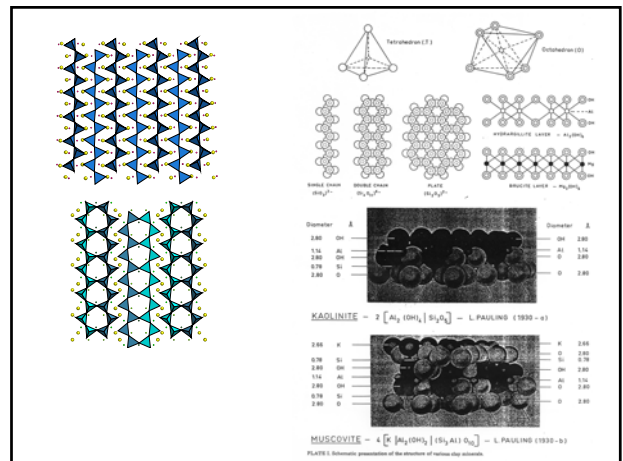 Tetrahedron (T)
Octahedron (O)
OH
Al
OH
HYDRARGILLITE LAYER – Al₂(OH)₆
OH
Mg
OH
BRUCITE LAYER – Mg₃(OH)₆
SINGLE CHAIN
DOUBLE CHAIN
PLATE
Diameter Å
Diameter Å
2.80 OH
OH 2.80
1.14 Al
Al 1.14
2.80 OH
O 2.80
0.78 Si
2.80 O
O 2.80
KAOLINITE – 2 [Al₂ (OH)₄ | Si₂O₅] – L. PAULING (1930-a)
2.66 K
K 2.66
O 2.80
0.78 Si
Si 0.78
2.80 OH
OH 2.80
1.14 Al
Al 1.14
2.80 OH
O 2.80
0.78 Si
2.80 O
O 2.80
MUSCOVITE – 4 [K |Al₂(OH)₂ | (Si₃ Al) O₁₀] – L. PAULING (1930-b)
PLATE I. Schematic presentation of the structure of various clay minerals.